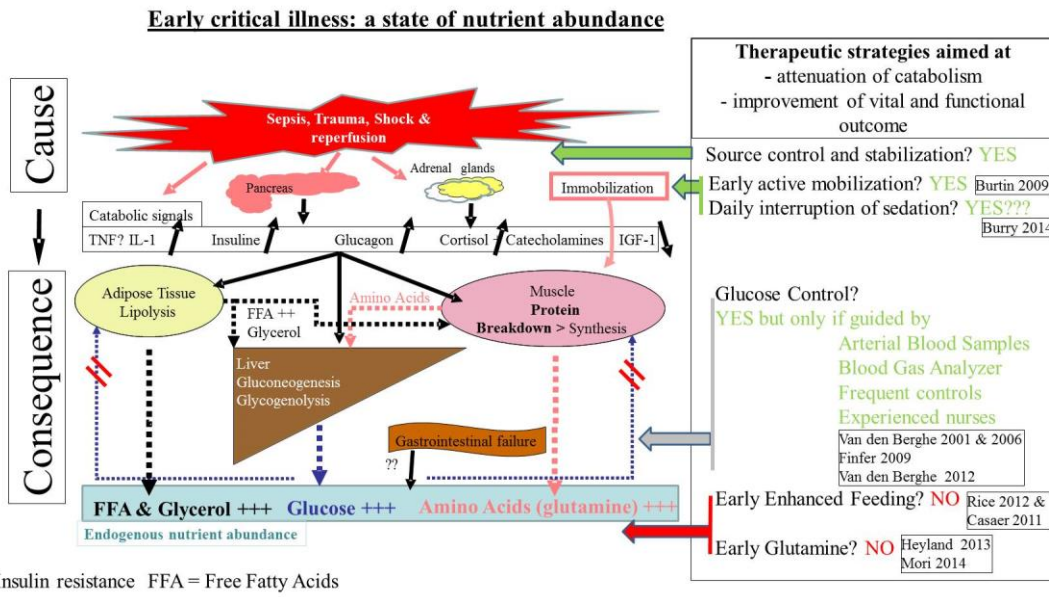 Early critical illness: a state of nutrient abundance
Cause
Consequence
Sepsis, Trauma, Shock &
reperfusion
Pancreas
Adrenal glands
Immobilization
Catabolic signals
TNF? IL-1
Insuline
Glucagon
Cortisol - Catecholamines
IGF-1
Adipose Tissue
Lipolysis
FFA ++
Glycerol
Amino Acids
Muscle
Protein
Breakdown > Synthesis
Liver
Gluconeogenesis
Glycogenolysis
Gastrointestinal failure
??
FFA & Glycerol +++
Glucose +++
Amino Acids (glutamine) +++
Endogenous nutrient abundance
Insulin resistance FFA = Free Fatty Acids
Therapeutic strategies aimed at
- attenuation of catabolism
- improvement of vital and functional
outcome
Source control and stabilization? YES
Early active mobilization? YES
Burtin 2009
Daily interruption of sedation? YES???
Burry 2014
Glucose Control?
YES but only if guided by
Arterial Blood Samples
Blood Gas Analyzer
Frequent controls
Experienced nurses
Van den Berghe 2001 & 2006
Finfer 2009
Van den Berghe 2012
Early Enhanced Feeding? NO
Rice 2012 &
Casaer 2011
Early Glutamine? NO
Heyland 2013
Mori 2014